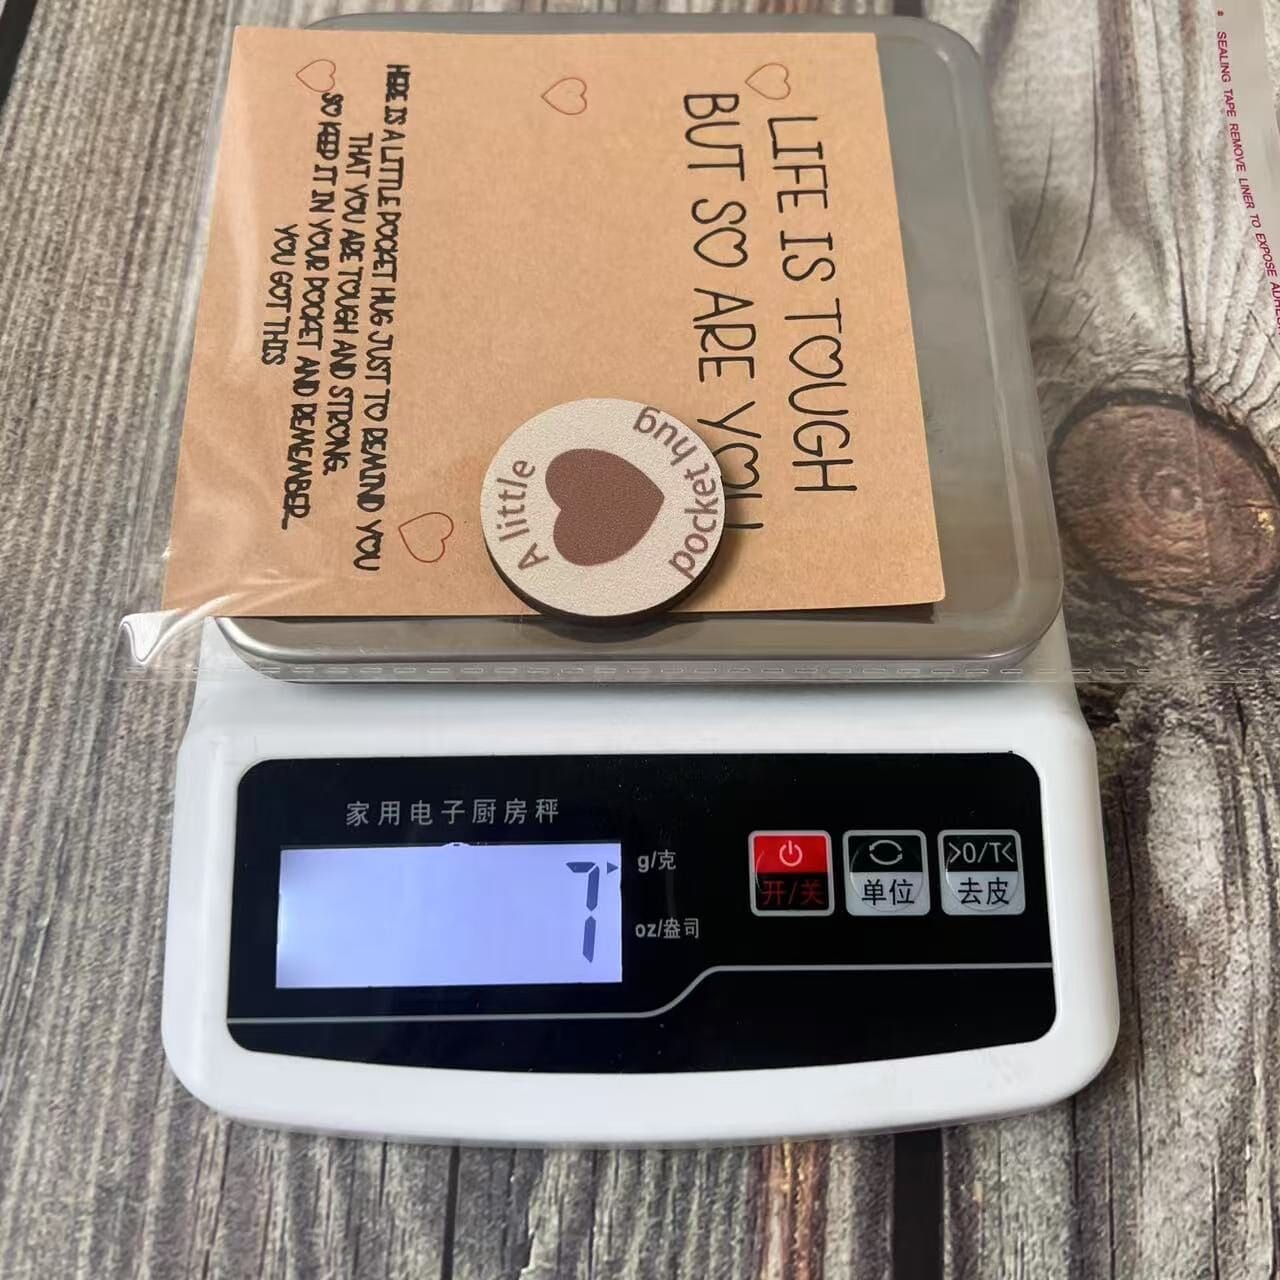 LIFE IS TOUGH
BUT SO ARE YOU
HERE IS A LITTLE POCKET HUG JUST TO REMIND YOU
THAT YOU ARE TOUGH AND STRONG.
SO KEEP IT IN YOUR POCKET AND REMEMBER...
YOU GOT THIS
A little
pocket hug
* SEALING TAPE REMOVE LINER TO EXPOSE
家用电子厨房秤
7
g/克
oz/盎司
开/关
单位
>0/T<
去皮